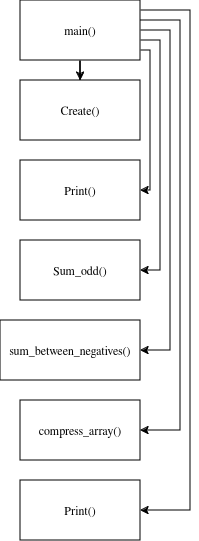 main()
Create()
Print()
Sum_odd()
sum_between_negatives()
compress_array()
Print()